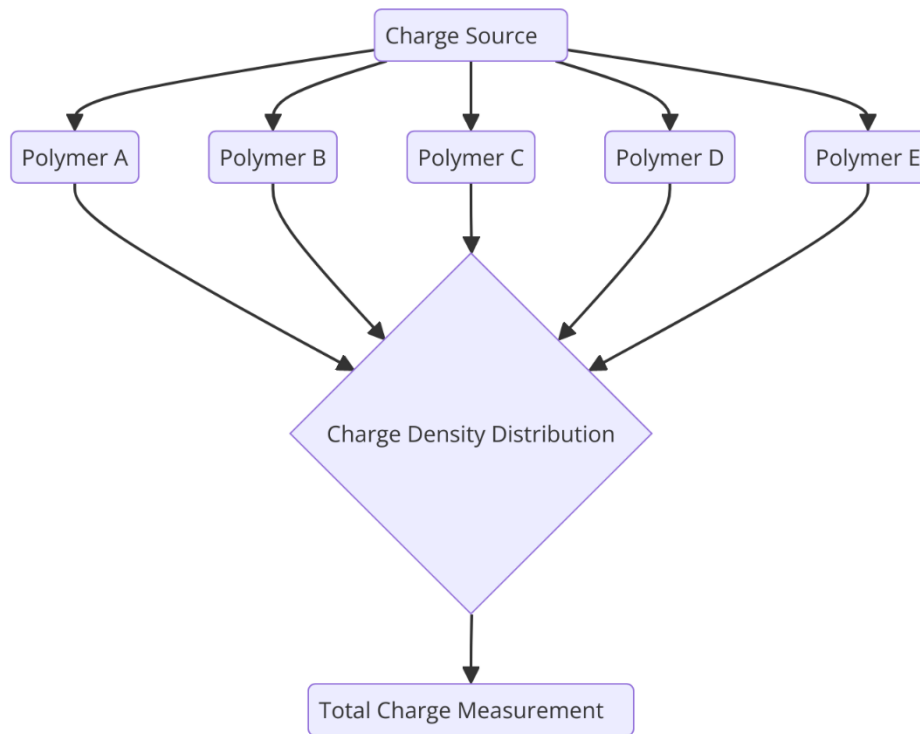 Charge Source
Polymer A
Polymer B
Polymer C
Polymer D
Polymer E
Charge Density Distribution
Total Charge Measurement